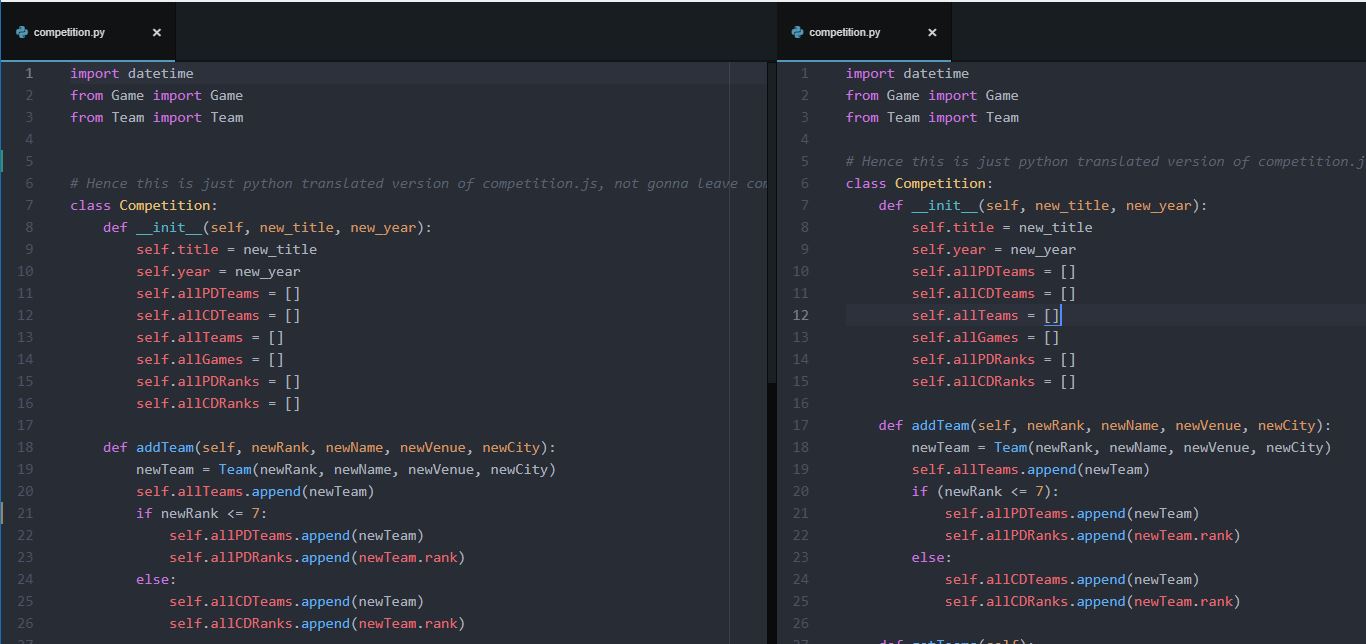 competition.py ×
1 import datetime
2 from Game import Game
3 from Team import Team
4
5
6 # Hence this is just python translated version of competition.js, not gonna leave
7 class Competition:
8 def __init__(self, new_title, new_year):
9 self.title = new_title
10 self.year = new_year
11 self.allPDTeams = []
12 self.allCDTeams = []
13 self.allTeams = []
14 self.allGames = []
15 self.allPDRanks = []
16 self.allCDRanks = []
17
18 def addTeam(self, newRank, newName, newVenue, newCity):
19 newTeam = Team(newRank, newName, newVenue, newCity)
20 self.allTeams.append(newTeam)
21 if newRank <= 7:
22 self.allPDTeams.append(newTeam)
23 self.allPDRanks.append(newTeam.rank)
24 else:
25 self.allCDTeams.append(newTeam)
26 self.allCDRanks.append(newTeam.rank)
27
competition.py ×
1 import datetime
2 from Game import Game
3 from Team import Team
4
5 # Hence this is just python translated version of competition.j
6 class Competition:
7 def __init__(self, new_title, new_year):
8 self.title = new_title
9 self.year = new_year
10 self.allPDTeams = []
11 self.allCDTeams = []
12 self.allTeams = []
13 self.allGames = []
14 self.allPDRanks = []
15 self.allCDRanks = []
16
17 def addTeam(self, newRank, newName, newVenue, newCity):
18 newTeam = Team(newRank, newName, newVenue, newCity)
19 self.allTeams.append(newTeam)
20 if (newRank <= 7):
21 self.allPDTeams.append(newTeam)
22 self.allPDRanks.append(newTeam.rank)
23 else:
24 self.allCDTeams.append(newTeam)
25 self.allCDRanks.append(newTeam.rank)
26
27 def getTeams(self):